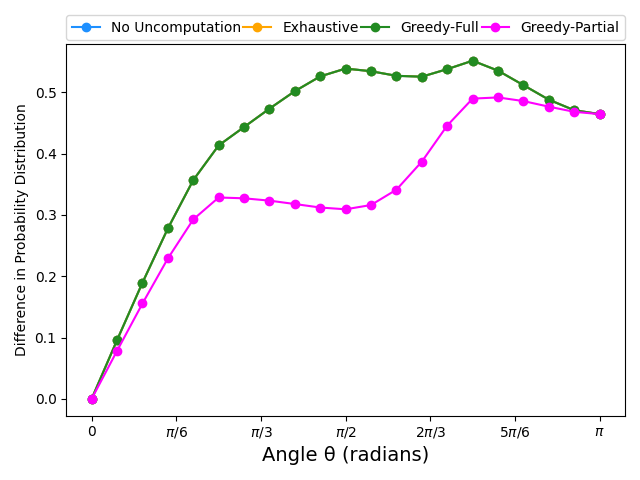 No Uncomputation Exhaustive Greedy-Full Greedy-Partial
Difference in Probability Distribution
0.5
0.4
0.3
0.2
0.1
0.0
0 π/6 π/3 π/2 2π/3 5π/6 π
Angle θ (radians)